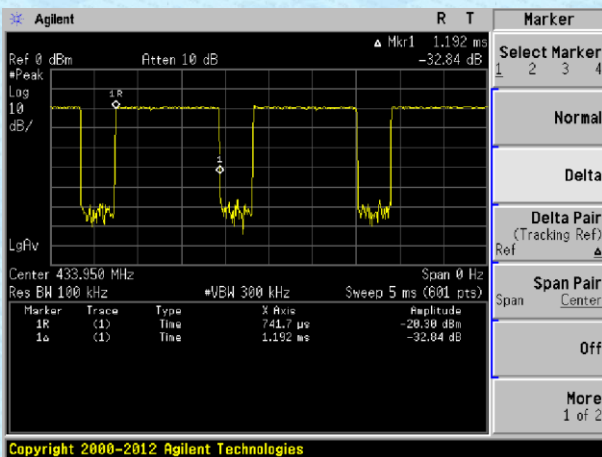 Agilent R T Marker
Mkr1 1.192 ms
Ref 0 dBm Atten 10 dB -32.84 dB
#Peak
Log
10
dB/
1R
1
LgAv
Center 433.950 MHz Span 0 Hz
Res BW 100 kHz #VBW 300 kHz Sweep 5 ms (601 pts)
Marker Trace Type X Axis Amplitude
1R (1) Time 741.7 µs -20.30 dBm
1∆ (1) Time 1.192 ms -32.84 dB
Select Marker
1 2 3 4
Normal
Delta
Delta Pair
(Tracking Ref)
Ref ∆
Span Pair
Span Center
Off
More
1 of 2
Copyright 2000-2012 Agilent Technologies